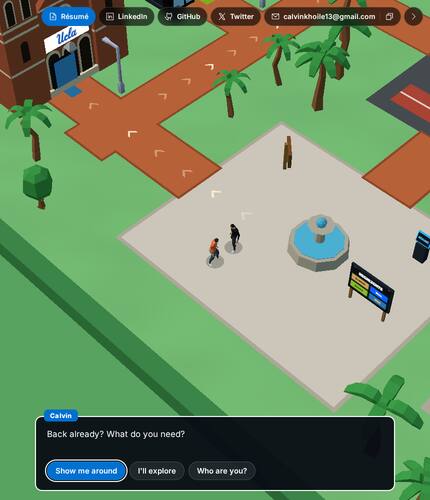 Résumé
LinkedIn
GitHub
Twitter
calvinkhoile13@gmail.com
Ucla
Calvin
Back already? What do you need?
Show me around
I'll explore
Who are you?